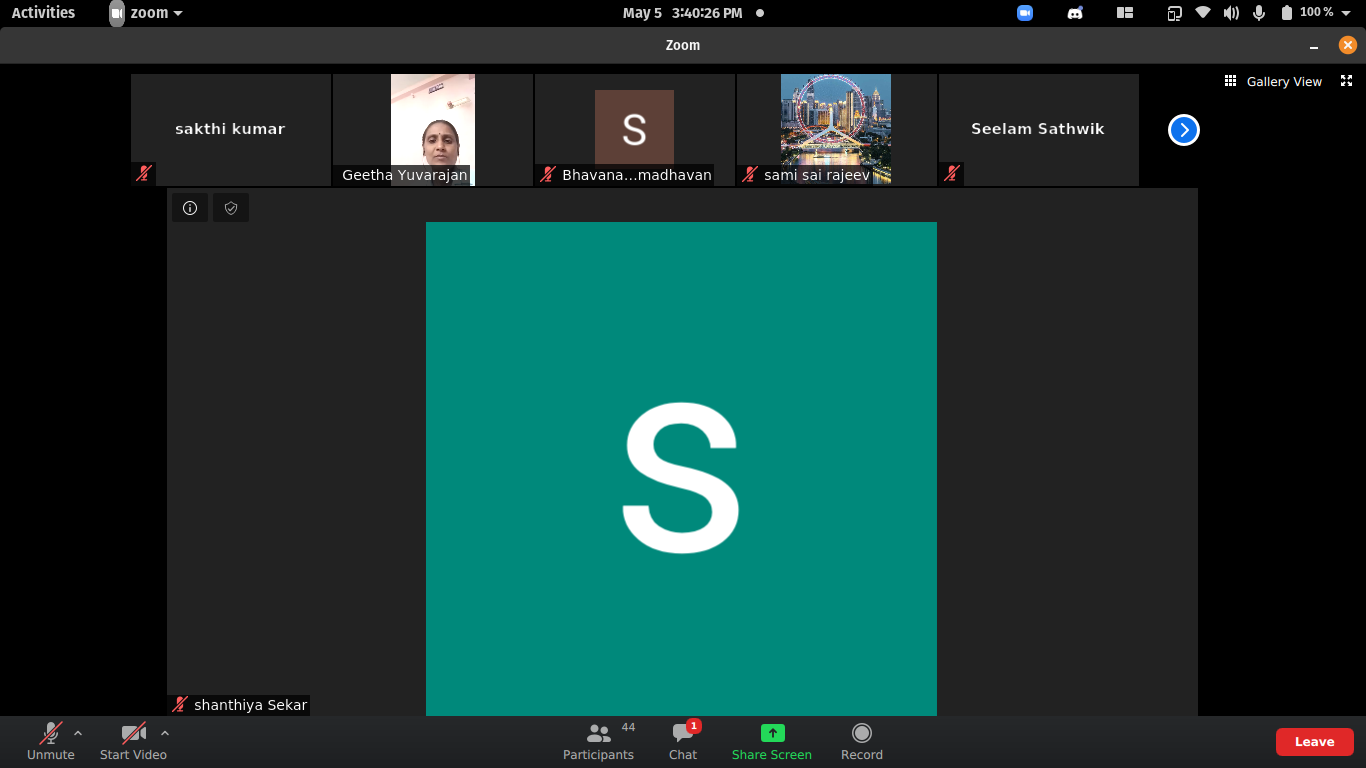 Activities zoom May 5 3:40:26 PM 100 %
Zoom
Gallery View
sakthi kumar
Geetha Yuvarajan
S
Bhavana...madhavan
sami sai rajeev
Seelam Sathwik
S
shanthiya Sekar
Unmute
Start Video
44
Participants
1
Chat
Share Screen
Record
Leave